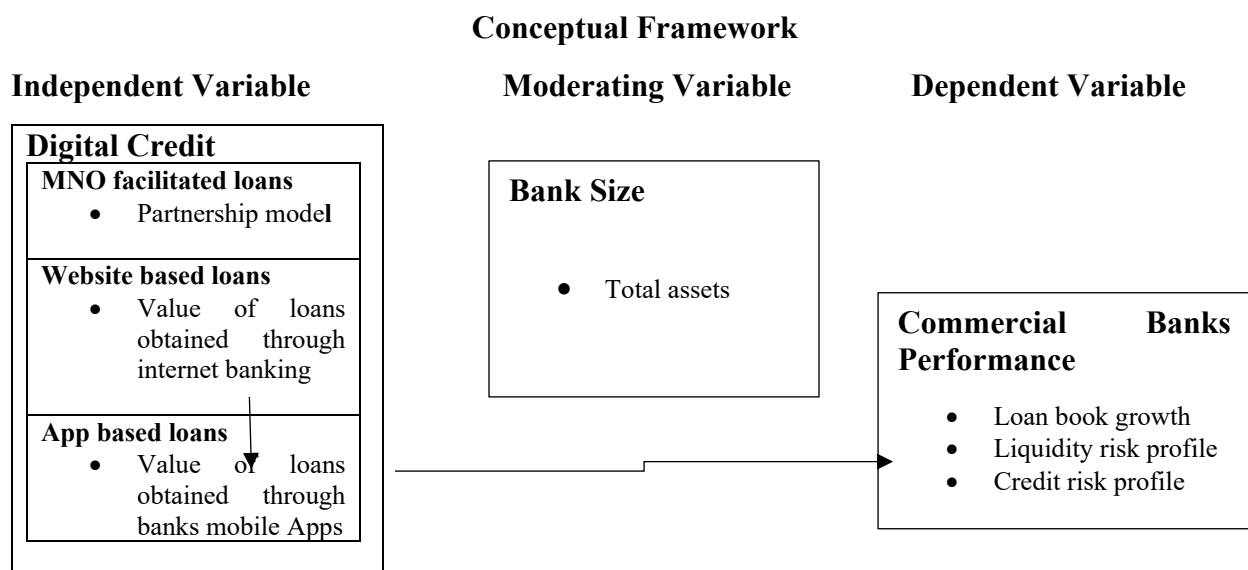 Conceptual Framework
Independent Variable
Moderating Variable
Dependent Variable
Digital Credit
MNO facilitated loans
• Partnership model
Website based loans
• Value of loans
obtained through
internet banking
App based loans
• Value of loans
obtained through
banks mobile Apps
Bank Size
• Total assets
Commercial Banks
Performance
• Loan book growth
• Liquidity risk profile
• Credit risk profile